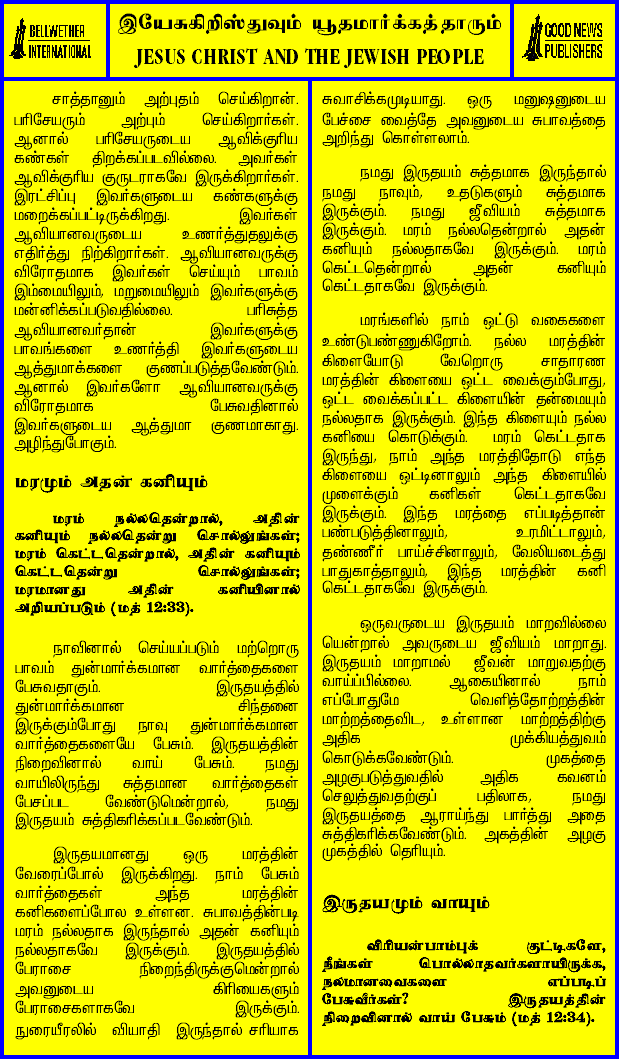 BELLWETHER
INTERNATIONAL
இயேசுகிறிஸ்துவும் யூதமார்க்கத்தாரும்
JESUS CHRIST AND THE JEWISH PEOPLE
GOOD NEWS
PUBLISHERS
சாத்தானும் அற்புதம் செய்கிறான்.
பரிசேயரும் அற்பும் செய்கிறார்கள்.
ஆனால் பரிசேயருடைய ஆவிக்குரிய
கண்கள் திறக்கப்படவில்லை. அவர்கள்
ஆவிக்குரிய குருடராகவே இருக்கிறார்கள்.
இரட்சிப்பு இவர்களுடைய கண்களுக்கு
மறைக்கப்பட்டிருக்கிறது. இவர்கள்
ஆவியானவருடைய உணர்த்துதலுக்கு
எதிர்த்து நிற்கிறார்கள். ஆவியானவருக்கு
விரோதமாக இவர்கள் செய்யும் பாவம்
இம்மையிலும், மறுமையிலும் இவர்களுக்கு
மன்னிக்கப்படுவதில்லை. பரிசுத்த
ஆவியானவர்தான் இவர்களுக்கு
பாவங்களை உணர்த்தி இவர்களுடைய
ஆத்துமாக்களை குணப்படுத்தவேண்டும்.
ஆனால் இவர்களோ ஆவியானவருக்கு
விரோதமாக பேசுவதினால்
இவர்களுடைய ஆத்துமா குணமாகாது.
அழிந்துபோகும்.
மரமும் அதன் கனியும்
மரம் நல்லதென்றால், அதின்
கனியும் நல்லதென்று சொல்லுங்கள்;
மரம் கெட்டதென்றால், அதின் கனியும்
கெட்டதென்று சொல்லுங்கள்;
மரமானது அதின் கனியினால்
அறியப்படும் (மத் 12:33).
நாவினால் செய்யப்படும் மற்றொரு
பாவம் துன்மார்க்கமான வார்த்தைகளை
பேசுவதாகும். இருதயத்தில்
துன்மார்க்கமான சிந்தனை
இருக்கும்போது நாவு துன்மார்க்கமான
வார்த்தைகளையே பேசும். இருதயத்தின்
நிறைவினால் வாய் பேசும். நமது
வாயிலிருந்து சுத்தமான வார்த்தைகள்
பேசப்பட வேண்டுமென்றால், நமது
இருதயம் சுத்திகரிக்கப்படவேண்டும்.
இருதயமானது ஒரு மரத்தின்
வேரைப்போல் இருக்கிறது. நாம் பேசும்
வார்த்தைகள் அந்த மரத்தின்
கனிகளைப்போல உள்ளன. சுபாவத்தின்படி
மரம் நல்லதாக இருந்தால் அதன் கனியும்
நல்லதாகவே இருக்கும். இருதயத்தில்
பேராசை நிறைந்திருக்குமென்றால்
அவனுடைய கிரியைகளும்
பேராசைகளாகவே இருக்கும்.
நுரையீரலில் வியாதி இருந்தால் சரியாக
சுவாசிக்கமுடியாது. ஒரு மனுஷனுடைய
பேச்சை வைத்தே அவனுடைய சுபாவத்தை
அறிந்து கொள்ளலாம்.
நமது இருதயம் சுத்தமாக இருந்தால்
நமது நாவும், உதடுகளும் சுத்தமாக
இருக்கும். நமது ஜீவியம் சுத்தமாக
இருக்கும். மரம் நல்லதென்றால் அதன்
கனியும் நல்லதாகவே இருக்கும். மரம்
கெட்டதென்றால் அதன் கனியும்
கெட்டதாகவே இருக்கும்.
மரங்களில் நாம் ஒட்டு வகைகளை
உண்டுபண்ணுகிறோம். நல்ல மரத்தின்
கிளையோடு வேறொரு சாதாரண
மரத்தின் கிளையை ஒட்ட வைக்கும்போது,
ஒட்ட வைக்கப்பட்ட கிளையின் தன்மையும்
நல்லதாக இருக்கும். இந்த கிளையும் நல்ல
கனியை கொடுக்கும். மரம் கெட்டதாக
இருந்து, நாம் அந்த மரத்திதோடு எந்த
கிளையை ஒட்டினாலும் அந்த கிளையில்
முளைக்கும் கனிகள் கெட்டதாகவே
இருக்கும். இந்த மரத்தை எப்படித்தான்
பண்படுத்தினாலும், உரமிட்டாலும்,
தண்ணீர் பாய்ச்சினாலும், வேலியடைத்து
பாதுகாத்தாலும், இந்த மரத்தின் கனி
கெட்டதாகவே இருக்கும்.
ஒருவருடைய இருதயம் மாறவில்லை
யென்றால் அவருடைய ஜீவியம் மாறாது.
இருதயம் மாறாமல் ஜீவன் மாறுவதற்கு
வாய்ப்பில்லை. ஆகையினால் நாம்
எப்போதுமே வெளித்தோற்றத்தின்
மாற்றத்தைவிட, உள்ளான மாற்றத்திற்கு
அதிக முக்கியத்துவம்
கொடுக்கவேண்டும். முகத்தை
அழகுபடுத்துவதில் அதிக கவனம்
செலுத்துவதற்குப் பதிலாக, நமது
இருதயத்தை ஆராய்ந்து பார்த்து அதை
சுத்திகரிக்கவேண்டும். அகத்தின் அழகு
முகத்தில் தெரியும்.
இருதயமும் வாயும்
விரியன்பாம்புக் குட்டிகளே,
நீங்கள் பொல்லாதவர்களாயிருக்க,
நல்மானவைகளை எப்படிப்
பேசுவீர்கள்? இருதயத்தின்
நிறைவினால் வாய் பேசும் (மத் 12:34).